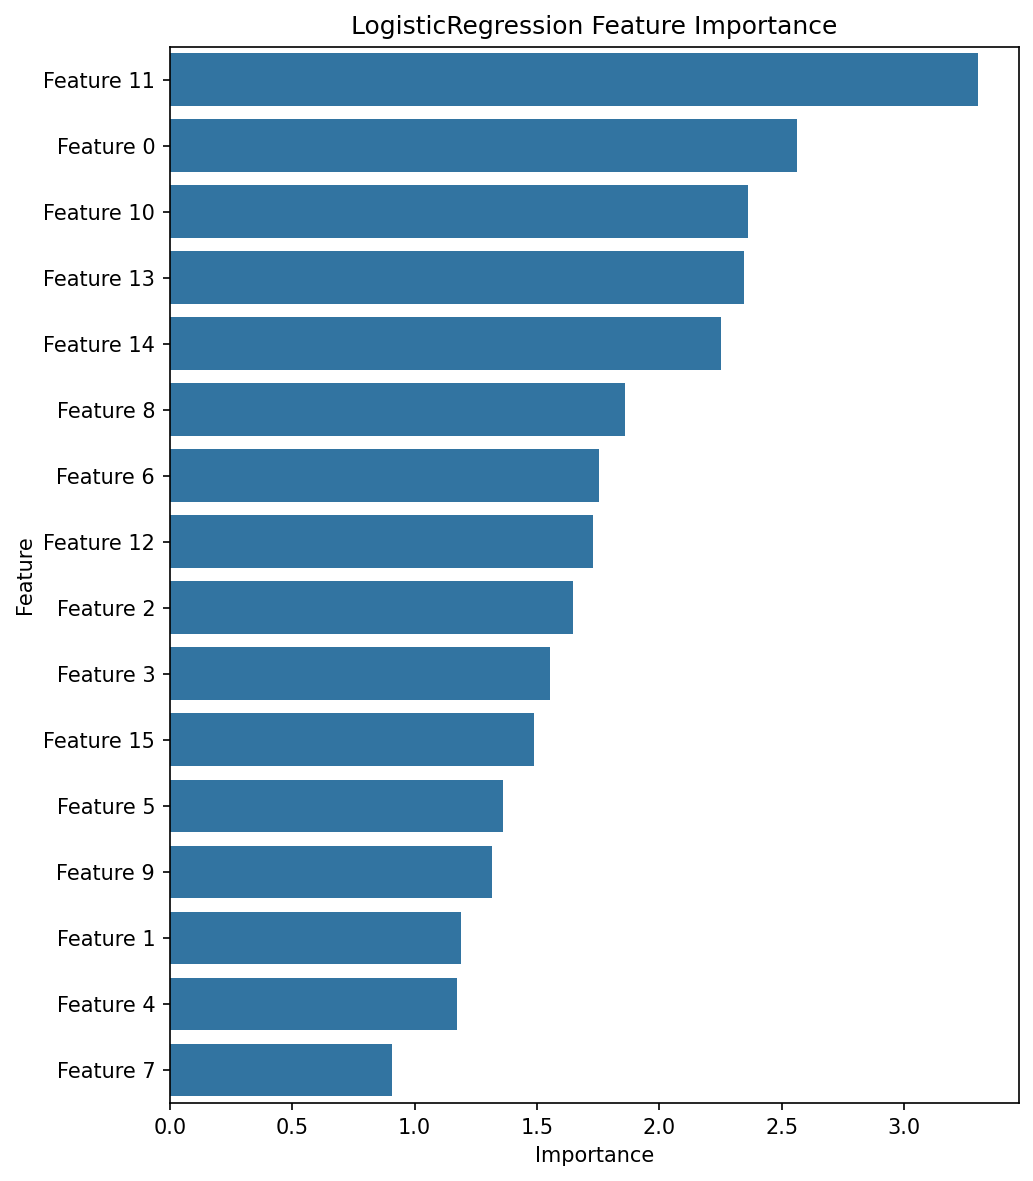 LogisticRegression Feature Importance
Feature 11
Feature 0
Feature 10
Feature 13
Feature 14
Feature 8
Feature 6
Feature 12
Feature 2
Feature 3
Feature 15
Feature 5
Feature 9
Feature 1
Feature 4
Feature 7
Feature
0.0 0.5 1.0 1.5 2.0 2.5 3.0
Importance